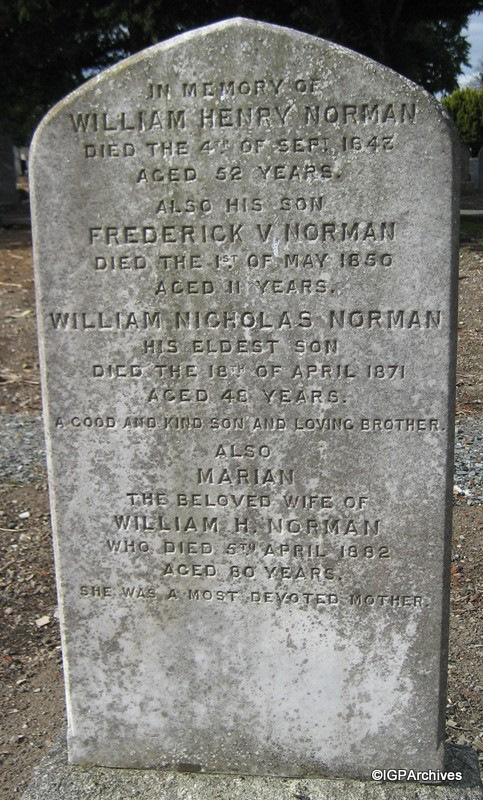 IN MEMORY OF
WILLIAM HENRY NORMAN
DIED THE 4TH OF SEPT. 1847
AGED 52 YEARS.
ALSO HIS SON
FREDERICK V. NORMAN
DIED THE 1ST OF MAY 1850
AGED 11 YEARS.
WILLIAM NICHOLAS NORMAN
HIS ELDEST SON
DIED THE 18TH OF APRIL 1871
AGED 48 YEARS.
A GOOD AND KIND SON AND LOVING BROTHER.
ALSO
MARIAN
THE BELOVED WIFE OF
WILLIAM H. NORMAN
WHO DIED 5TH APRIL 1882
AGED 80 YEARS.
SHE WAS A MOST DEVOTED MOTHER.
©IGPArchives